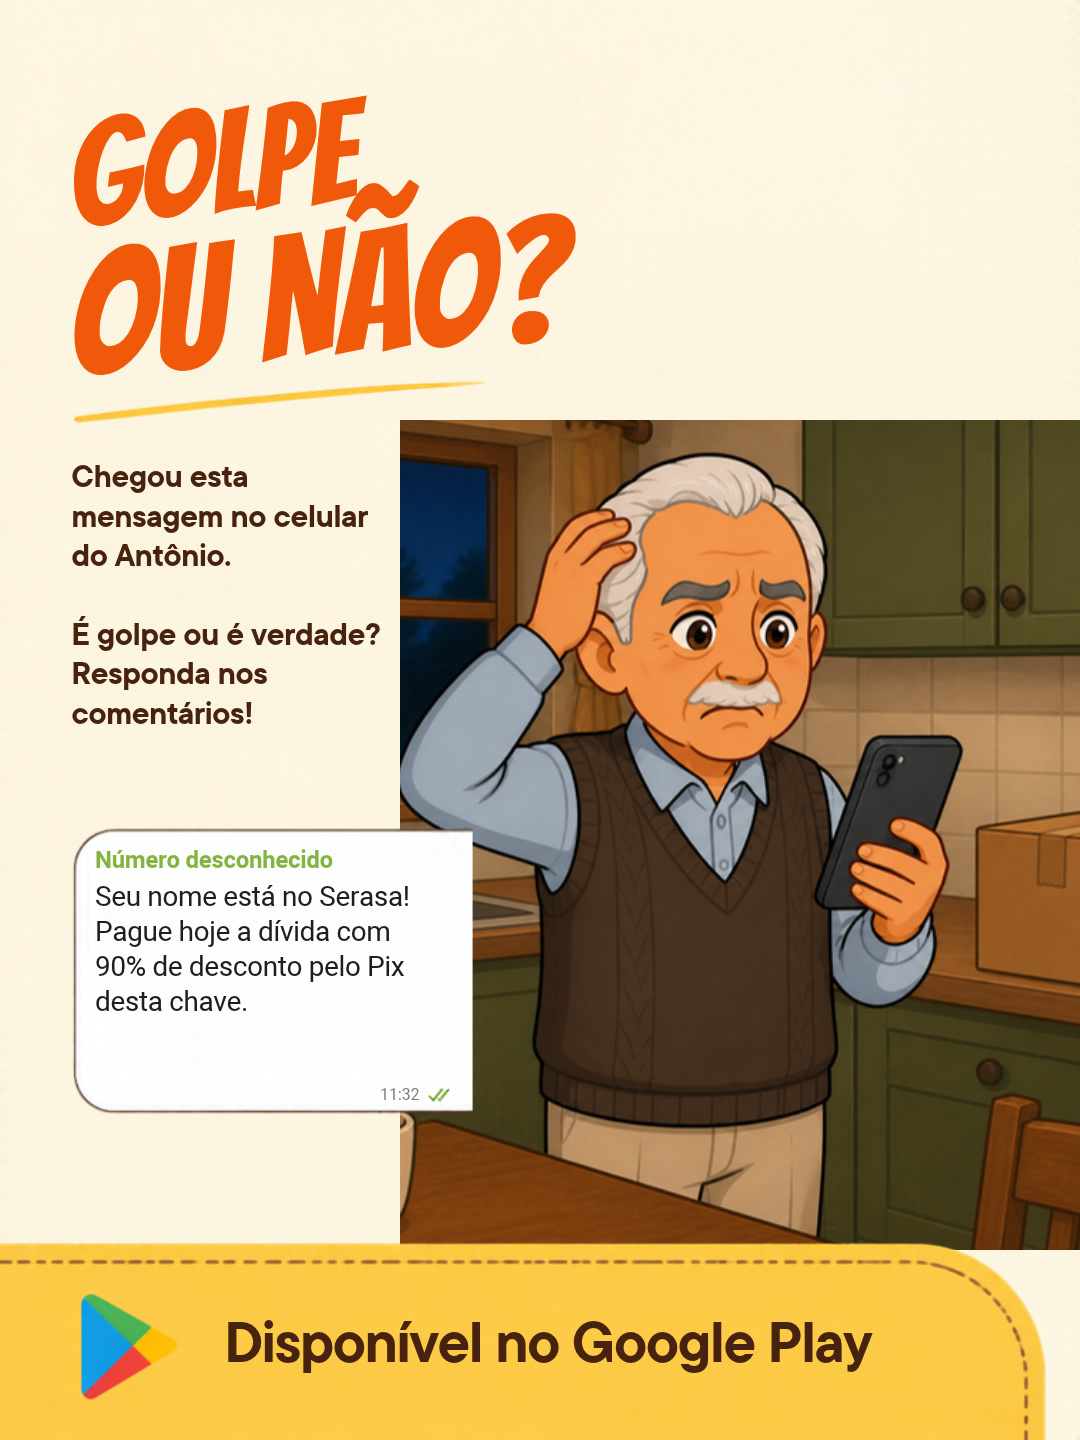 GOLPE
OU NÃO?
Chegou esta
mensagem no celular
do Antônio.
É golpe ou é verdade?
Responda nos
comentários!
Número desconhecido
Seu nome está no Serasa!
Pague hoje a dívida com
90% de desconto pelo Pix
desta chave.
11:32
Disponível no Google Play